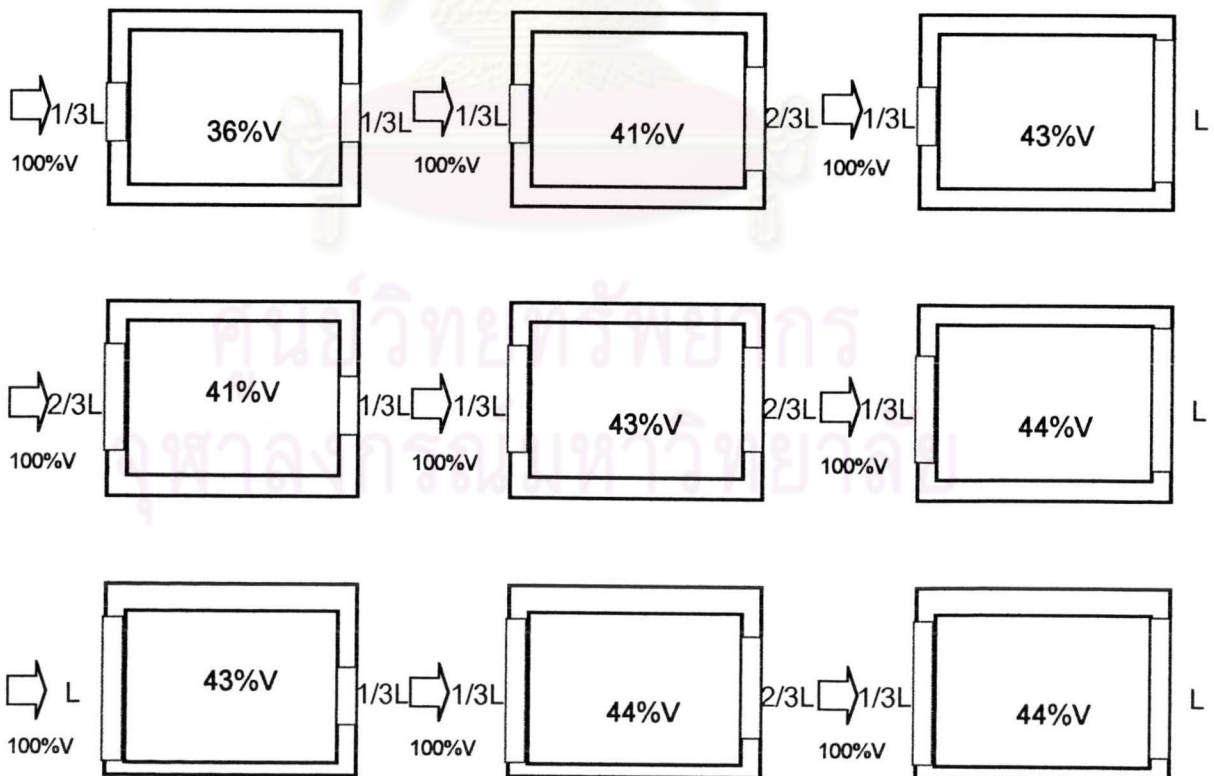 1/3L 36%V 1/3L 1/3L 41%V 2/3L 1/3L 43%V L
100%V 100%V 100%V
ศูนย์วิทยทรัพยากร
2/3L 41%V 1/3L 1/3L 43%V 2/3L 1/3L 44%V L
100%V 100%V 100%V
จุฬาลงกรณ์มหาวิทยาลัย
L 43%V 1/3L 1/3L 44%V 2/3L 1/3L 44%V L
100%V 100%V 100%V